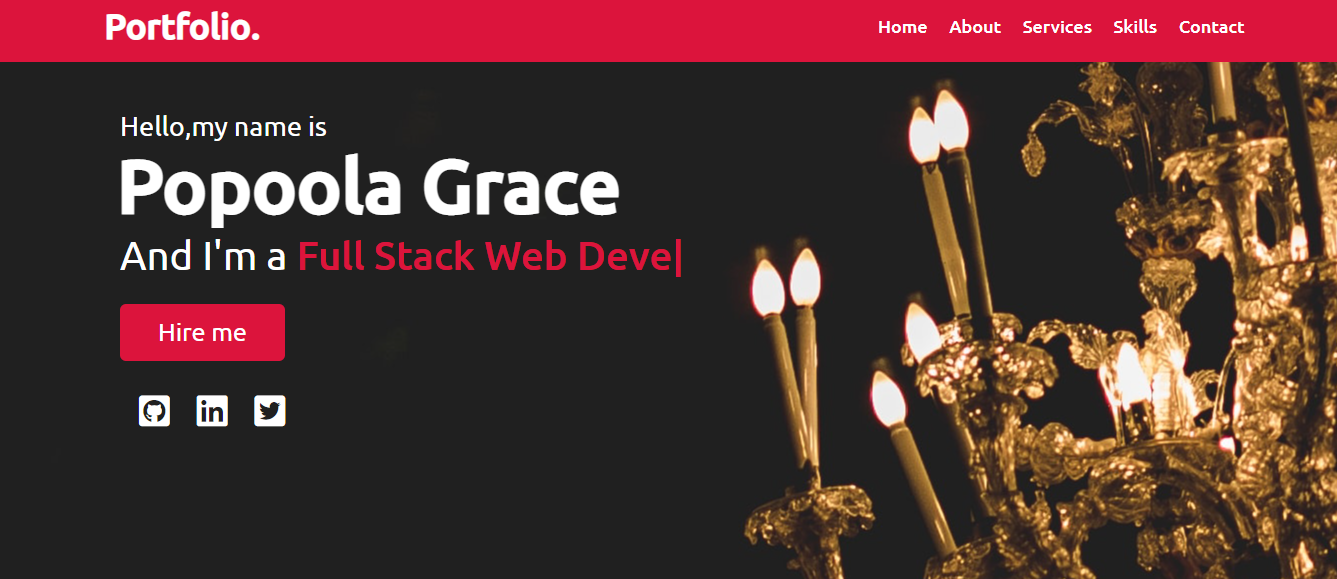 Portfolio.
Home About Services Skills Contact
Hello,my name is
Popoola Grace
And I'm a Full Stack Web Deve|
Hire me
in